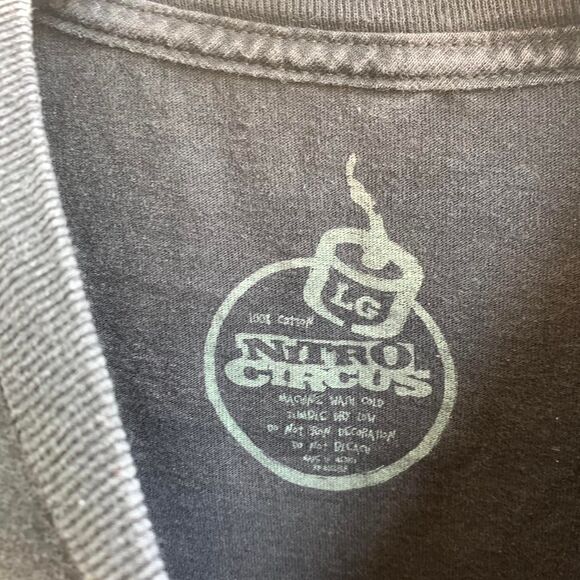 LG
100% COTTON
NITRO
CIRCUS
MACHINE WASH COLD
TUMBLE DRY LOW
DO NOT IRON DECORATION
DO NOT BLEACH